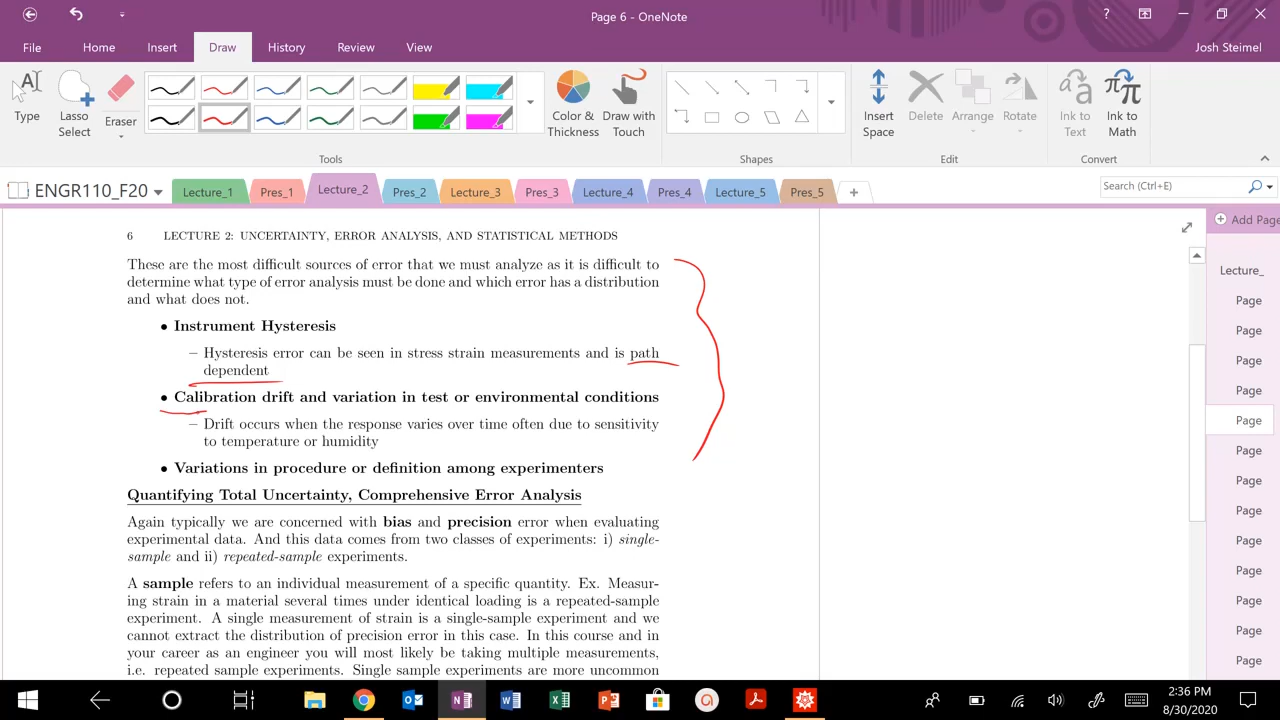 Page 6 - OneNote
?
File
Home
Insert
Draw
History
Review
View
Josh Steimel
Type
Lasso Select
Eraser
Color & Thickness
Draw with Touch
Insert Space
Delete
Arrange
Rotate
Ink to Text
Ink to Math
Tools
Shapes
Edit
Convert
ENGR110_F20
Lecture_1
Pres_1
Lecture_2
Pres_2
Lecture_3
Pres_3
Lecture_4
Pres_4
Lecture_5
Pres_5
Search (Ctrl+E)
Add Page
Lecture_
Page
Page
Page
Page
Page
Page
Page
Page
Page
Page
Page
Page
Page
6 LECTURE 2: UNCERTAINTY, ERROR ANALYSIS, AND STATISTICAL METHODS
These are the most difficult sources of error that we must analyze as it is difficult to
determine what type of error analysis must be done and which error has a distribution
and what does not.
• Instrument Hysteresis
– Hysteresis error can be seen in stress strain measurements and is path
dependent
• Calibration drift and variation in test or environmental conditions
– Drift occurs when the response varies over time often due to sensitivity
to temperature or humidity
• Variations in procedure or definition among experimenters
Quantifying Total Uncertainty, Comprehensive Error Analysis
Again typically we are concerned with bias and precision error when evaluating
experimental data. And this data comes from two classes of experiments: i) single-
sample and ii) repeated-sample experiments.
A sample refers to an individual measurement of a specific quantity. Ex. Measur-
ing strain in a material several times under identical loading is a repeated-sample
experiment. A single measurement of strain is a single-sample experiment and we
cannot extract the distribution of precision error in this case. In this course and in
your career as an engineer you will most likely be taking multiple measurements,
i.e. repeated sample experiments. Single sample experiments are more uncommon
2:36 PM
8/30/2020